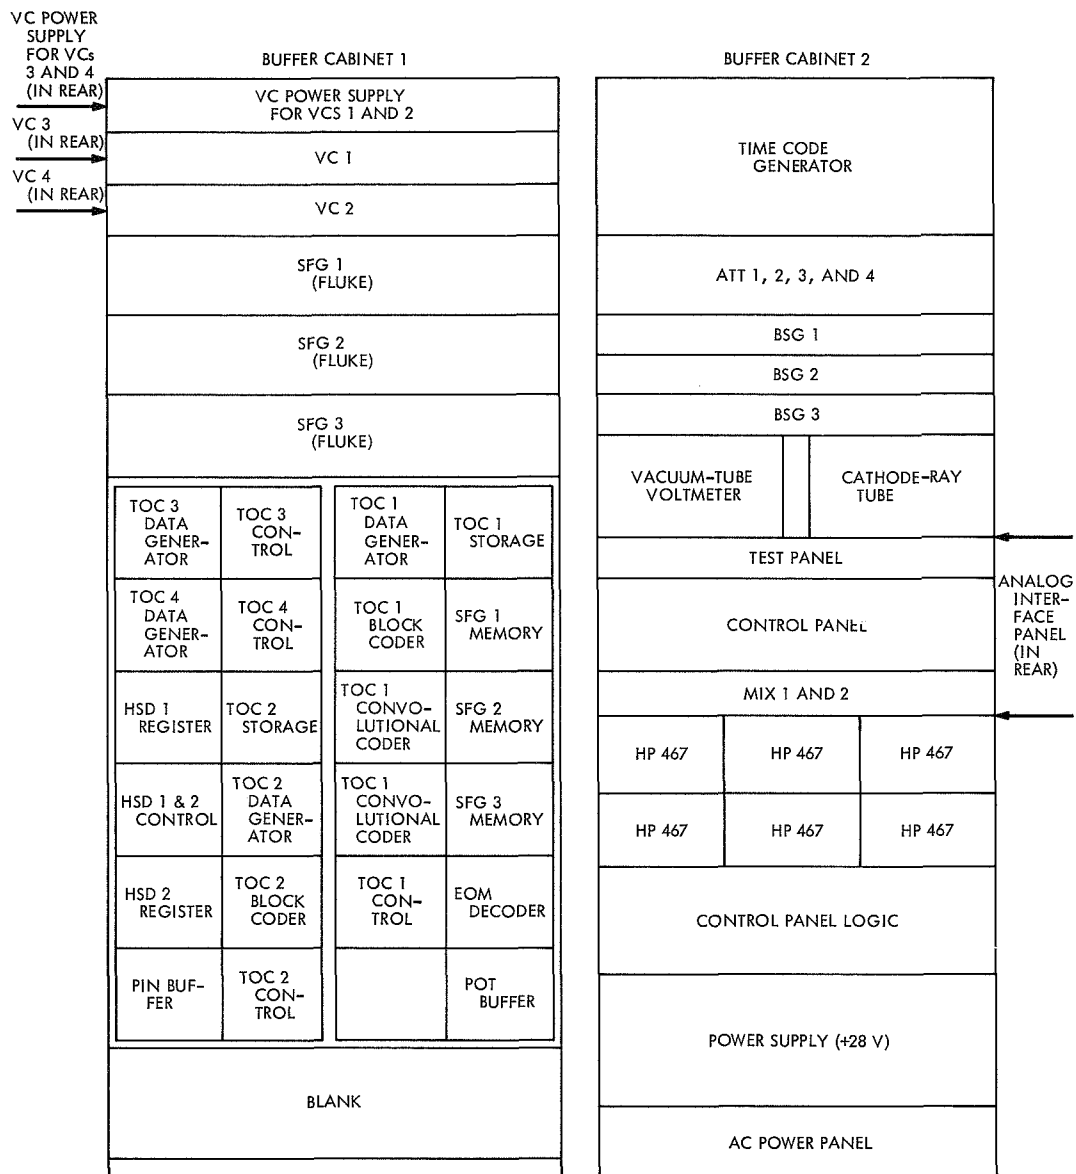 VC POWER
SUPPLY
FOR VCs
3 AND 4
(IN REAR)
VC 3
(IN REAR)
VC 4
(IN REAR)
BUFFER CABINET 1
VC POWER SUPPLY
FOR VCS 1 AND 2
VC 1
VC 2
SFG 1
(FLUKE)
SFG 2
(FLUKE)
SFG 3
(FLUKE)
TOC 3
DATA
GENER-
ATOR
TOC 3
CON-
TROL
TOC 1
DATA
GENER-
ATOR
TOC 1
STORAGE
TOC 4
DATA
GENER-
ATOR
TOC 4
CON-
TROL
TOC 1
BLOCK
CODER
SFG 1
MEMORY
HSD 1
REGISTER
TOC 2
STORAGE
TOC 1
CONVO-
LUTIONAL
CODER
SFG 2
MEMORY
HSD 1 & 2
CONTROL
TOC 2
DATA
GENER-
ATOR
TOC 1
CONVO-
LUTIONAL
CODER
SFG 3
MEMORY
HSD 2
REGISTER
TOC 2
BLOCK
CODER
TOC 1
CON-
TROL
EOM
DECODER
PIN BUF-
FER
TOC 2
CON-
TROL
POT
BUFFER
BLANK
BUFFER CABINET 2
TIME CODE
GENERATOR
ATT 1, 2, 3, AND 4
BSG 1
BSG 2
BSG 3
VACUUM-TUBE
VOLTMETER
CATHODE-RAY
TUBE
TEST PANEL
CONTROL PANEL
MIX 1 AND 2
HP 467
HP 467
HP 467
HP 467
HP 467
HP 467
CONTROL PANEL LOGIC
POWER SUPPLY (+28 V)
AC POWER PANEL
ANALOG
INTER-
FACE
PANEL
(IN
REAR)